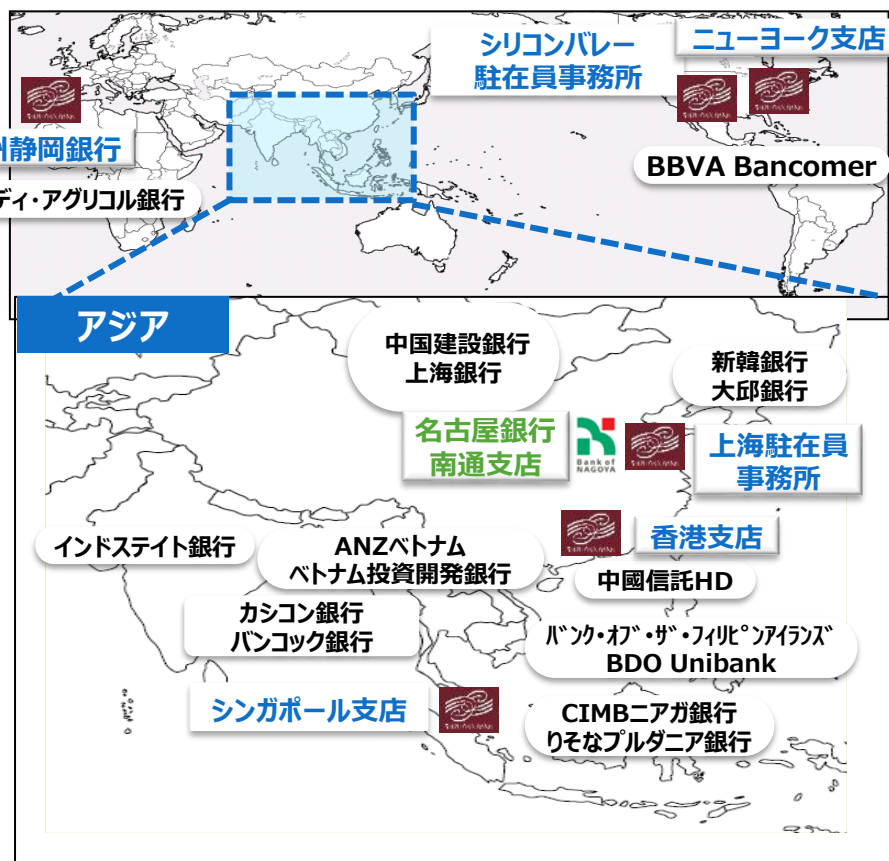 シリコンバレー
駐在員事務所
ニューヨーク支店
静岡銀行
ディ・アグリコル銀行
BBVA Bancomer
アジア
中国建設銀行
上海銀行
新韓銀行
大邱銀行
名古屋銀行
南通支店
Bank of
NAGOYA
上海駐在員
事務所
香港支店
インドステイト銀行
ANZベトナム
ベトナム投資開発銀行
中國信託HD
カシコン銀行
バンコック銀行
ﾊﾞﾝｸ・ｵﾌﾞ・ｻﾞ・ﾌｨﾘﾋﾟﾝｱｲﾗﾝｽﾞ
BDO Unibank
シンガポール支店
CIMBニアガ銀行
りそなプルダニア銀行